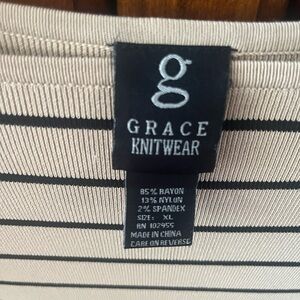 g
GRACE
KNITWEAR
85% RAYON
13% NYLON
2% SPANDEX
SIZE: XL
RN 102955
MADE IN CHINA
CARE ON REVERSE